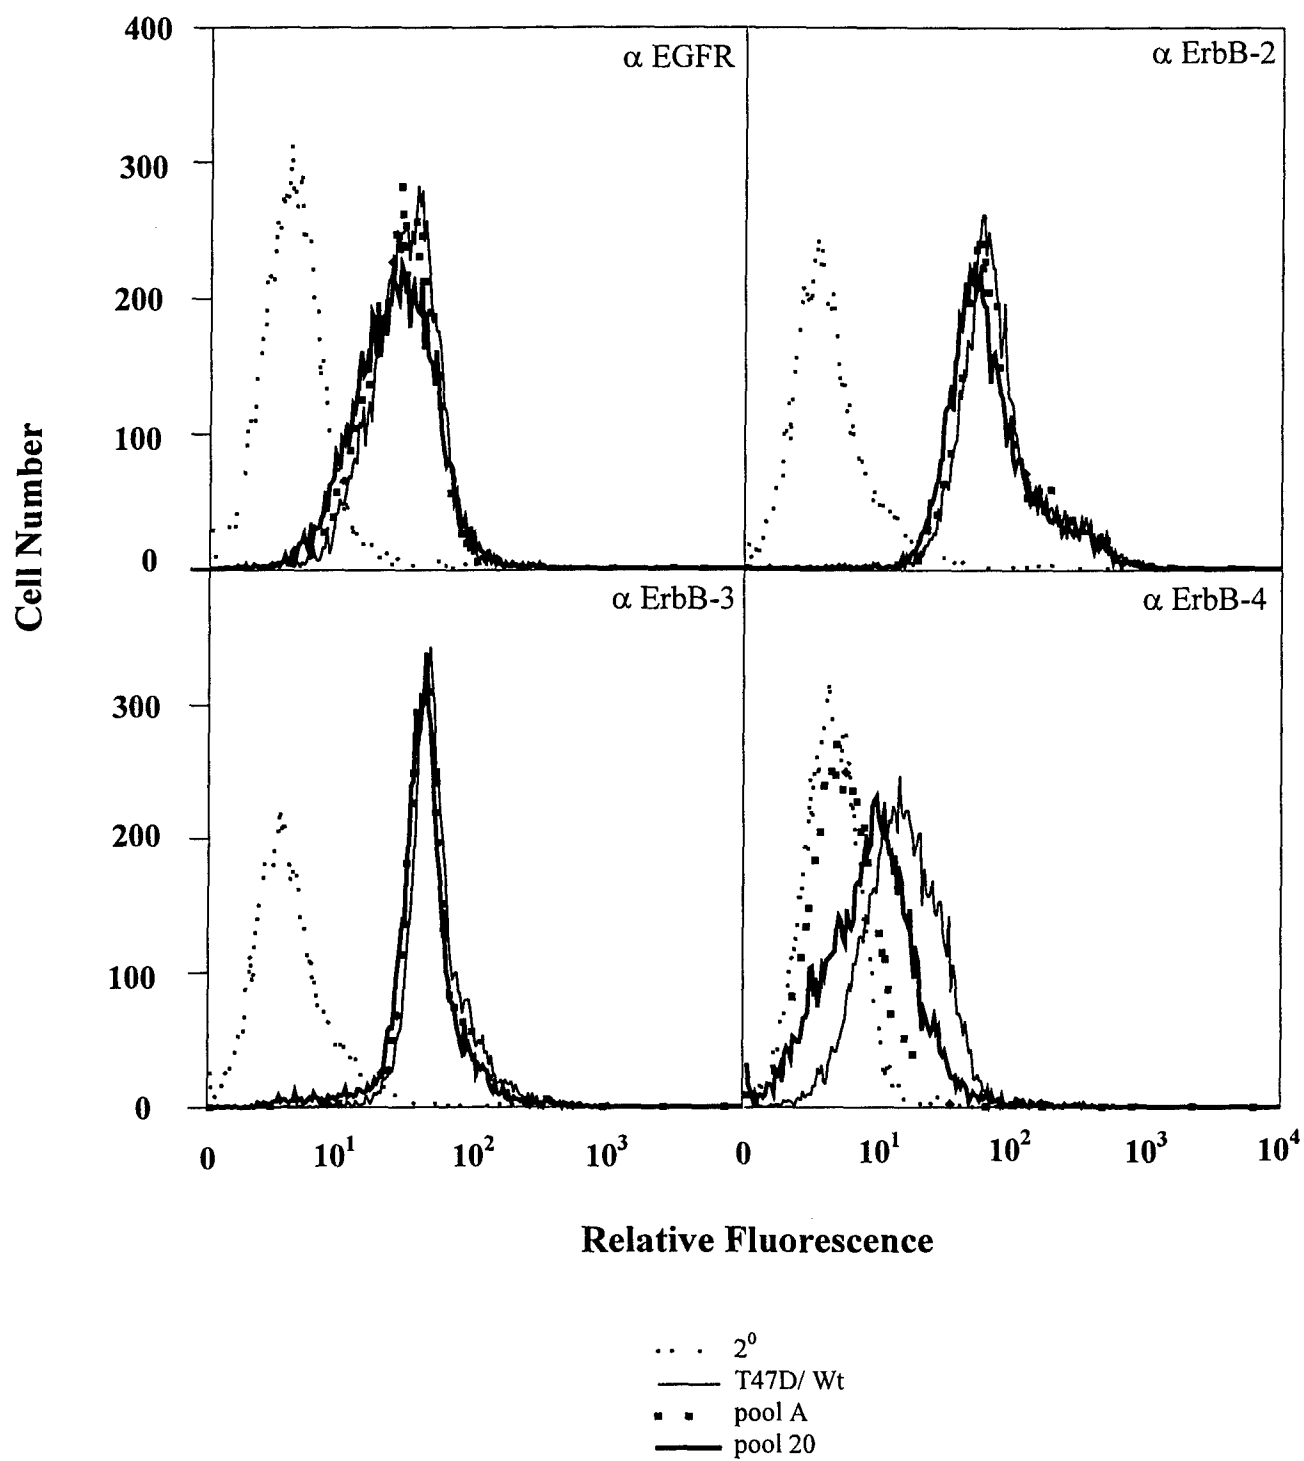 400
α EGFR
α ErbB-2
300
200
100
0
Cell Number
α ErbB-3
α ErbB-4
300
200
100
0
0 10¹ 10² 10³ 0 10¹ 10² 10³ 10⁴
Relative Fluorescence
2⁰
T47D/ Wt
pool A
pool 20